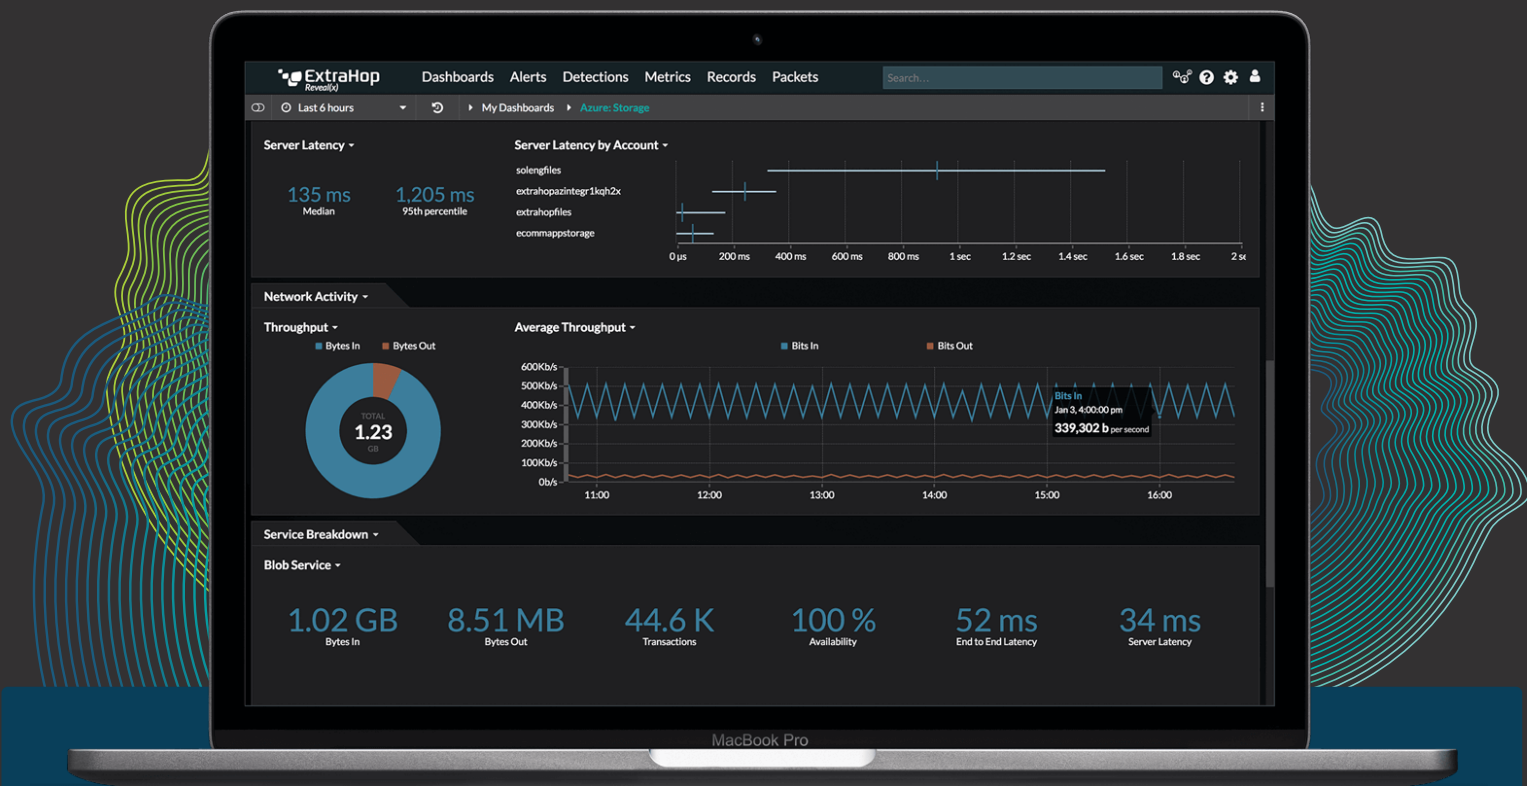 ExtraHop
Reveal(x)
Dashboards Alerts Detections Metrics Records Packets
Search...
Last 6 hours
My Dashboards
Azure: Storage
Server Latency
135 ms
Median
1,205 ms
95th percentile
Server Latency by Account
solengfiles
extrahopazintegr1kqh2x
extrahopfiles
ecommappstorage
0 µs 200 ms 400 ms 600 ms 800 ms 1 sec 1.2 sec 1.4 sec 1.6 sec 1.8 sec 2 se
Network Activity
Throughput
Bytes In Bytes Out
TOTAL
1.23
GB
Average Throughput
Bits In Bits Out
600Kb/s
500Kb/s
400Kb/s
300Kb/s
200Kb/s
100Kb/s
0b/s
Bits In
Jan 3, 4:00:00 pm
339,302 b per second
11:00 12:00 13:00 14:00 15:00 16:00
Service Breakdown
Blob Service
1.02 GB
Bytes In
8.51 MB
Bytes Out
44.6 K
Transactions
100 %
Availability
52 ms
End to End Latency
34 ms
Server Latency
MacBook Pro